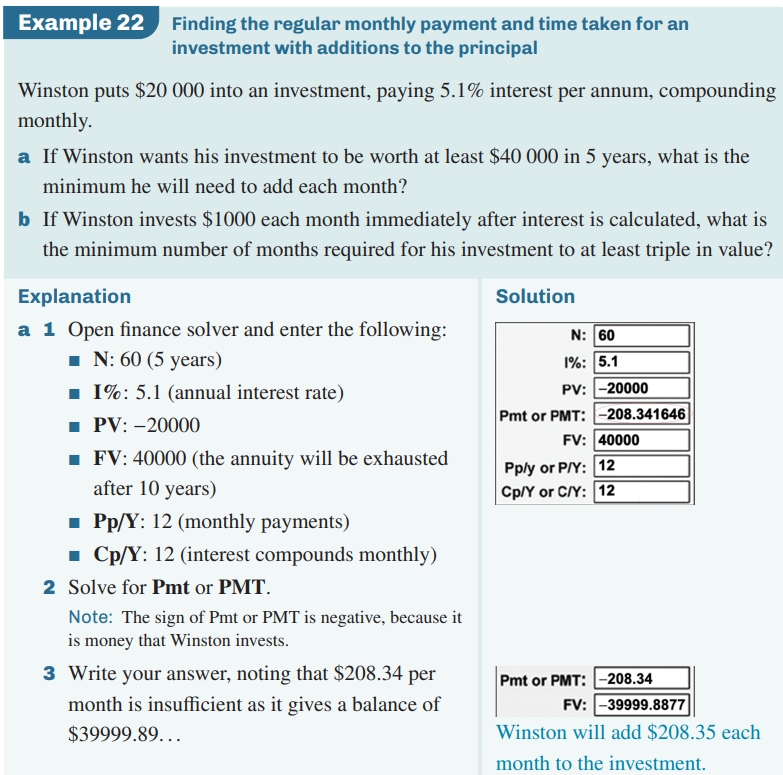 Example 22
Finding the regular monthly payment and time taken for an
investment with additions to the principal
Winston puts $20 000 into an investment, paying 5.1% interest per annum, compounding
monthly.
a If Winston wants his investment to be worth at least $40 000 in 5 years, what is the
minimum he will need to add each month?
b If Winston invests $1000 each month immediately after interest is calculated, what is
the minimum number of months required for his investment to at least triple in value?
Explanation
a 1 Open finance solver and enter the following:
■ N: 60 (5 years)
■ I%: 5.1 (annual interest rate)
■ PV: −20000
■ FV: 40000 (the annuity will be exhausted
after 10 years)
■ Pp/Y: 12 (monthly payments)
■ Cp/Y: 12 (interest compounds monthly)
2 Solve for Pmt or PMT.
Note: The sign of Pmt or PMT is negative, because it
is money that Winston invests.
3 Write your answer, noting that $208.34 per
month is insufficient as it gives a balance of
$39999.89...
Solution
N: 60
I%: 5.1
PV: −20000
Pmt or PMT: −208.341646
FV: 40000
Pp/y or P/Y: 12
Cp/Y or C/Y: 12
Pmt or PMT: −208.34
FV: −39999.8877
Winston will add $208.35 each
month to the investment.